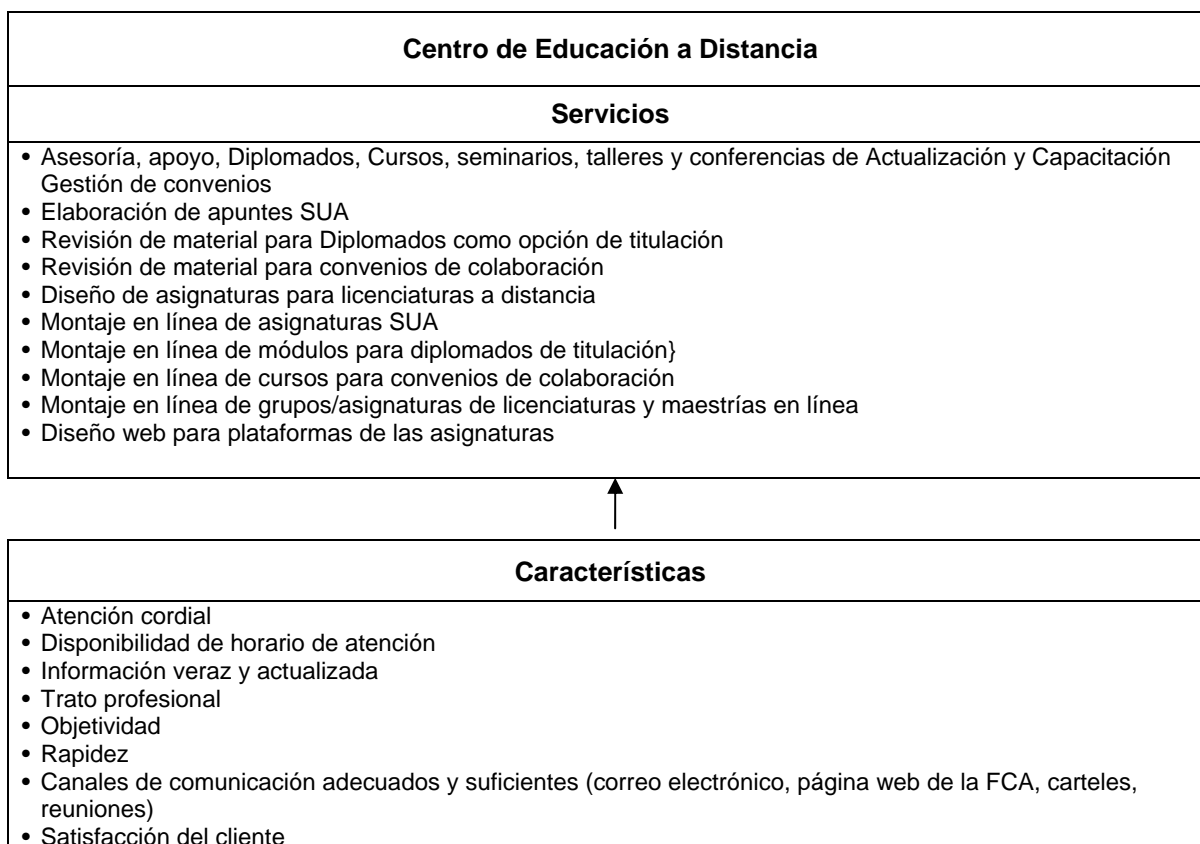 Centro de Educación a Distancia
Servicios
• Asesoría, apoyo, Diplomados, Cursos, seminarios, talleres y conferencias de Actualización y Capacitación
Gestión de convenios
• Elaboración de apuntes SUA
• Revisión de material para Diplomados como opción de titulación
• Revisión de material para convenios de colaboración
• Diseño de asignaturas para licenciaturas a distancia
• Montaje en línea de asignaturas SUA
• Montaje en línea de módulos para diplomados de titulación}
• Montaje en línea de cursos para convenios de colaboración
• Montaje en línea de grupos/asignaturas de licenciaturas y maestrías en línea
• Diseño web para plataformas de las asignaturas
Características
• Atención cordial
• Disponibilidad de horario de atención
• Información veraz y actualizada
• Trato profesional
• Objetividad
• Rapidez
• Canales de comunicación adecuados y suficientes (correo electrónico, página web de la FCA, carteles,
reuniones)
• Satisfacción del cliente